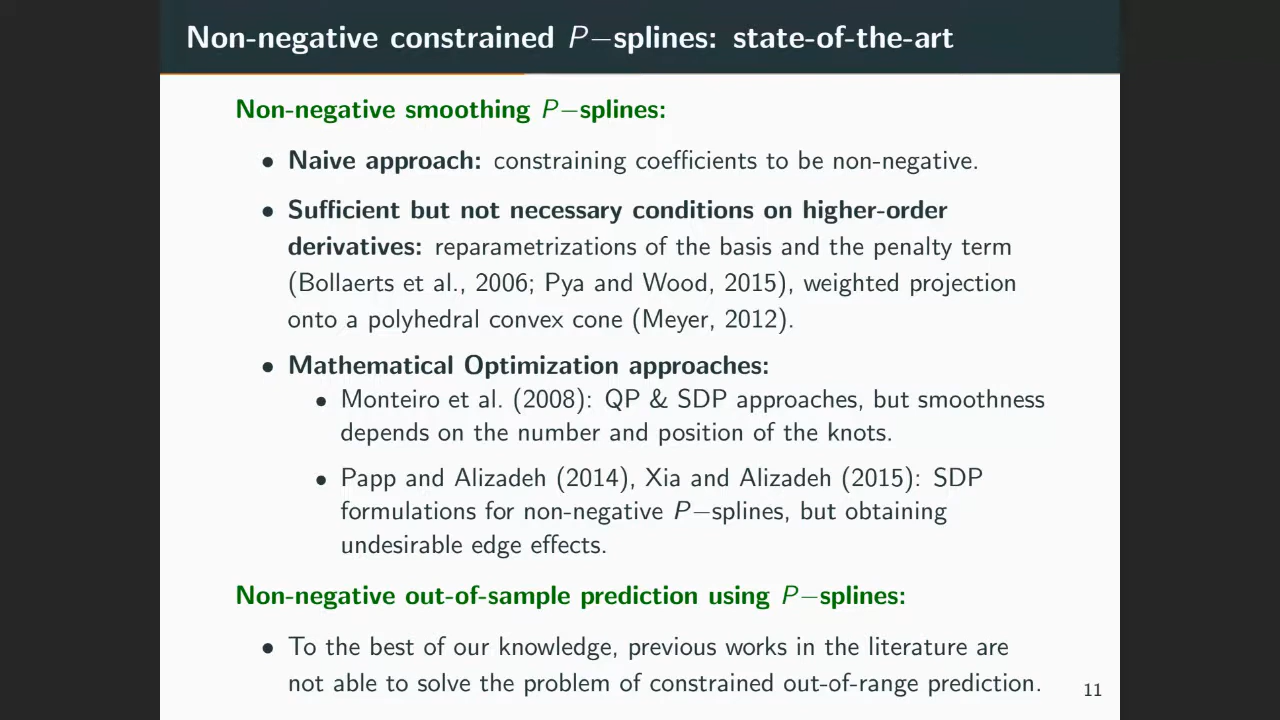 Non-negative constrained P−splines: state-of-the-art
Non-negative smoothing P−splines:
• Naive approach: constraining coefficients to be non-negative.
• Sufficient but not necessary conditions on higher-order
derivatives: reparametrizations of the basis and the penalty term
(Bollaerts et al., 2006; Pya and Wood, 2015), weighted projection
onto a polyhedral convex cone (Meyer, 2012).
• Mathematical Optimization approaches:
• Monteiro et al. (2008): QP & SDP approaches, but smoothness
depends on the number and position of the knots.
• Papp and Alizadeh (2014), Xia and Alizadeh (2015): SDP
formulations for non-negative P−splines, but obtaining
undesirable edge effects.
Non-negative out-of-sample prediction using P−splines:
• To the best of our knowledge, previous works in the literature are
not able to solve the problem of constrained out-of-range prediction.
11